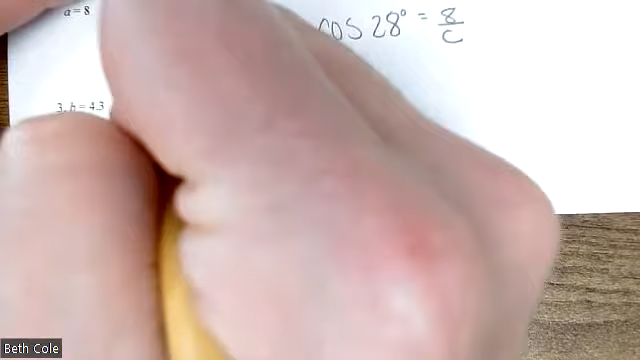 a = 8
cos 28° = 8/c
3. b = 4.3
Beth Cole